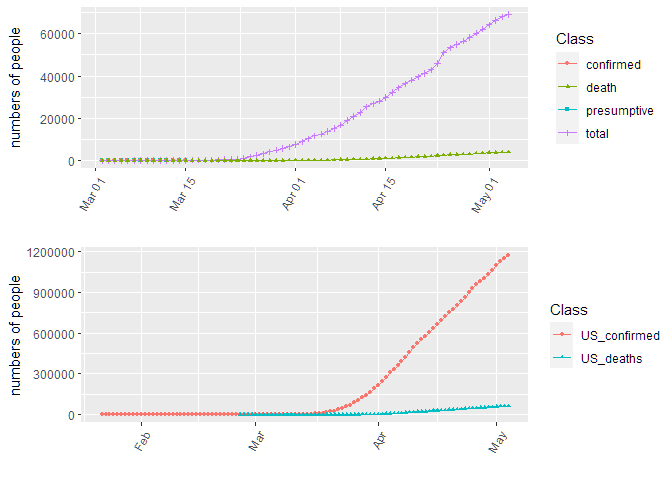 numbers of people
60000
40000
20000
0
Mar 01
Mar 15
Apr 01
Apr 15
May 01
Class
confirmed
death
presumptive
total
numbers of people
1200000
900000
600000
300000
0
Feb
Mar
Apr
May
Class
US_confirmed
US_deaths